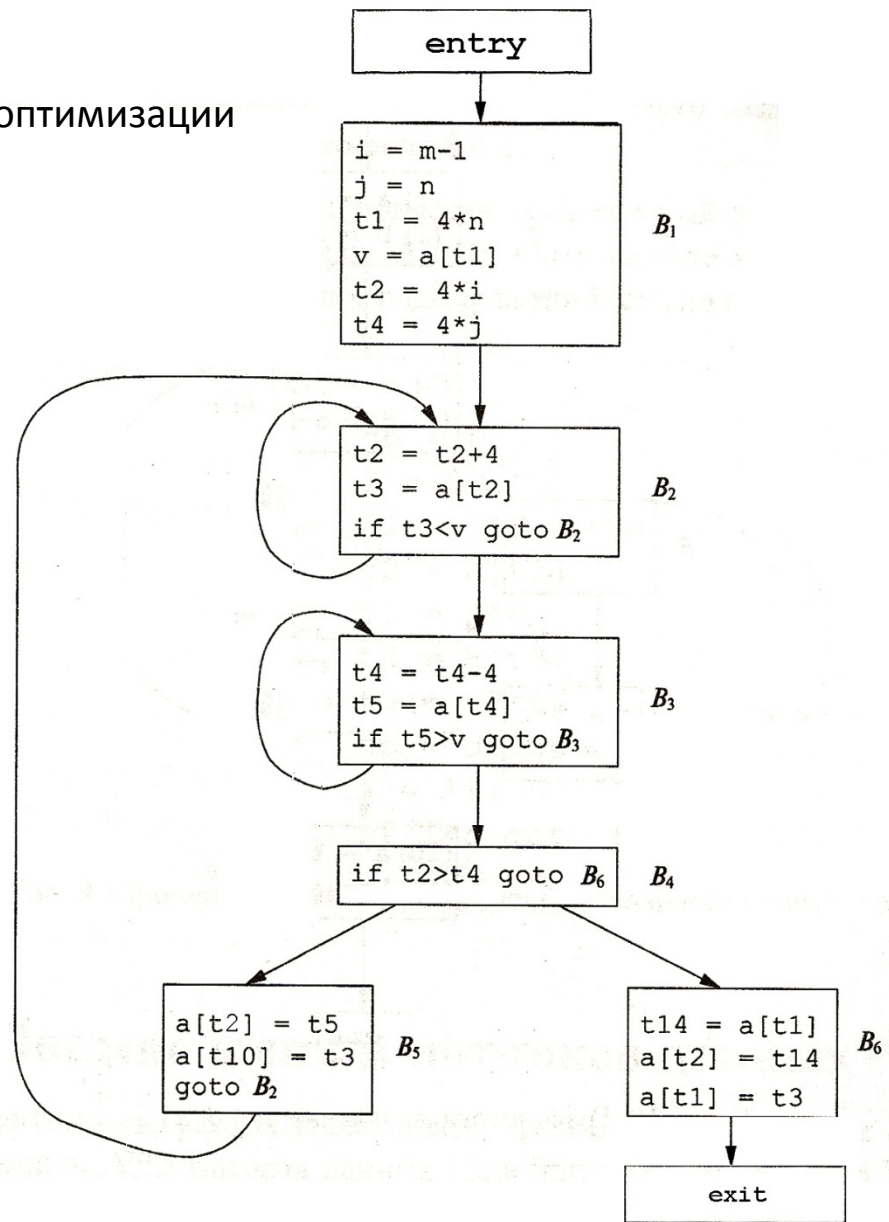 entry
оптимизации
i = m-1
j = n
t1 = 4*n
v = a[t1]
t2 = 4*i
t4 = 4*j
B1
t2 = t2+4
t3 = a[t2]
if t3<v goto B2
B2
t4 = t4-4
t5 = a[t4]
if t5>v goto B3
B3
if t2>t4 goto B6
B4
a[t2] = t5
a[t10] = t3
goto B2
B5
t14 = a[t1]
a[t2] = t14
a[t1] = t3
B6
exit